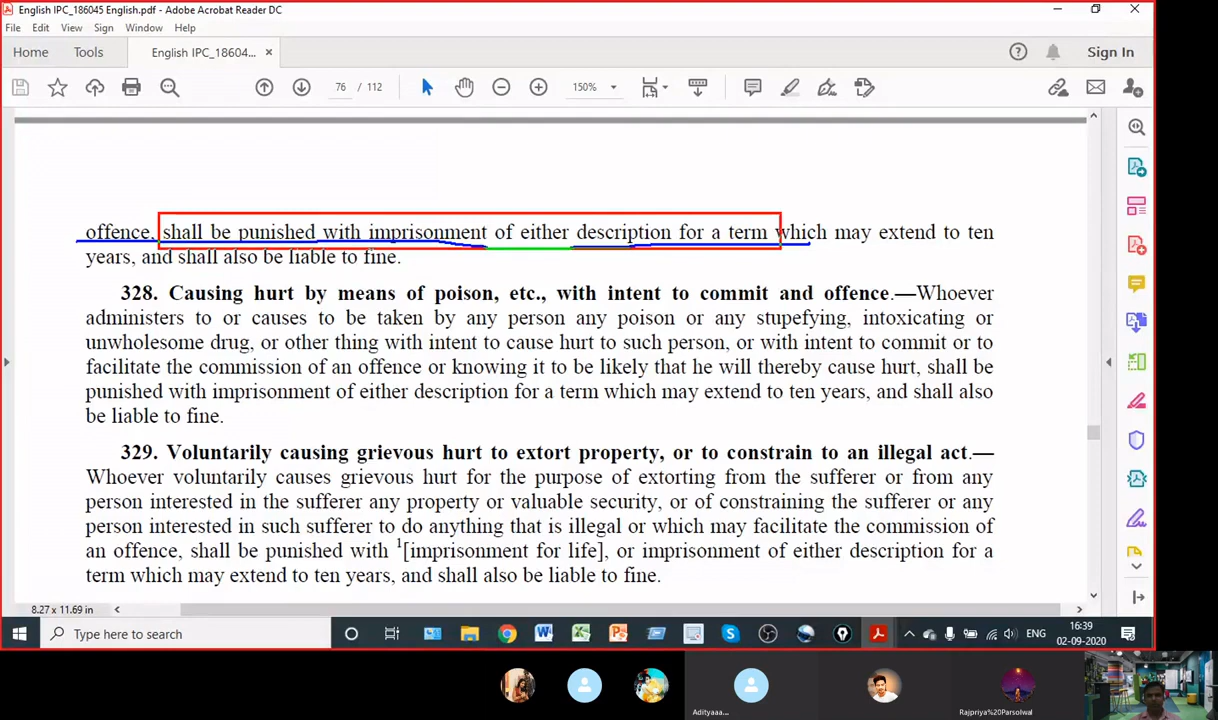 English IPC_186045 English.pdf - Adobe Acrobat Reader DC
File Edit View Sign Window Help
Home Tools English IPC_18604... × Sign In
76 / 112 150%
offence, shall be punished with imprisonment of either description for a term which may extend to ten
years, and shall also be liable to fine.
328. Causing hurt by means of poison, etc., with intent to commit and offence.—Whoever
administers to or causes to be taken by any person any poison or any stupefying, intoxicating or
unwholesome drug, or other thing with intent to cause hurt to such person, or with intent to commit or to
facilitate the commission of an offence or knowing it to be likely that he will thereby cause hurt, shall be
punished with imprisonment of either description for a term which may extend to ten years, and shall also
be liable to fine.
329. Voluntarily causing grievous hurt to extort property, or to constrain to an illegal act.—
Whoever voluntarily causes grievous hurt for the purpose of extorting from the sufferer or from any
person interested in the sufferer any property or valuable security, or of constraining the sufferer or any
person interested in such sufferer to do anything that is illegal or which may facilitate the commission of
an offence, shall be punished with 1[imprisonment for life], or imprisonment of either description for a
term which may extend to ten years, and shall also be liable to fine.
8.27 x 11.69 in
Type here to search ENG 16:39
02-09-2020
Adityaaa... Rajpriya%20Parsolwal